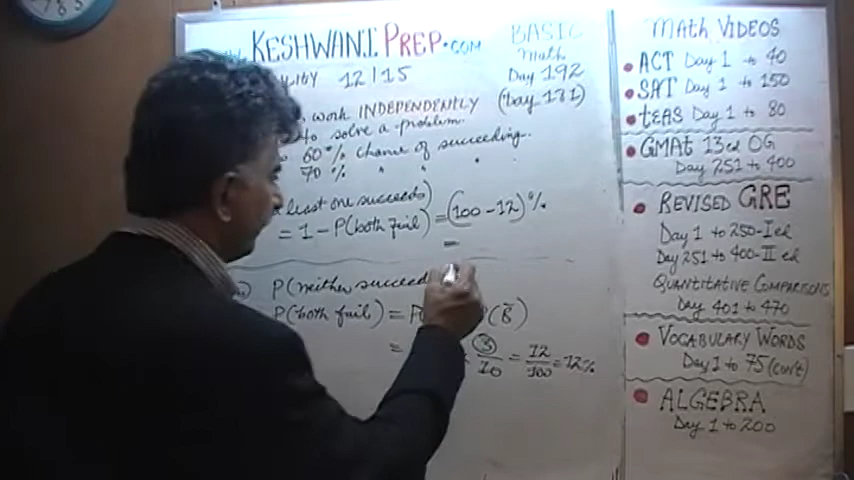 KESHWANI PREP.COM
12/15
work INDEPENDENTLY
to solve a problem.
60% chance of succeeding.
70% " " " .
least one succeeds)
= 1 - P(both fail) = (100 - 12)%
=
P(neither succeed
P(both fail) = P (B̄)
= 3/10 = 12/100 = 12%
BASIC
Math
Day 192
(Day 131)
Math VIDEOS
ACT Day 1 to 40
SAT Day 1 to 150
tEAS Day 1 to 80
GMAt 13ed OG
Day 251 to 400
REVISED GRE
Day 1 to 250-I ed
Day 251 to 400-II ed
QUANTITATIVE COMPARISONS
Day 401 to 470
VOCABULARY WORDS
Day 1 to 75 (con't)
ALGEBRA
Day 1 to 200